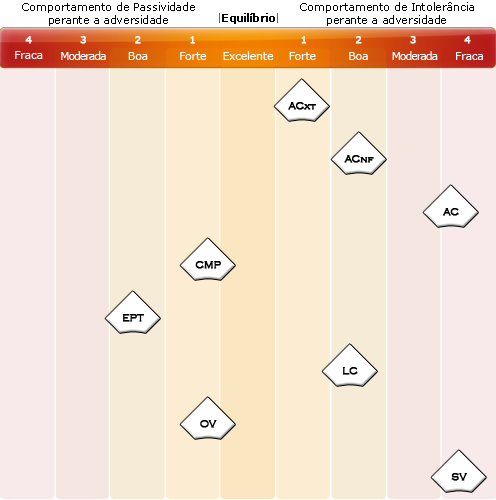 Comportamento de Passividade
perante a adversidade
|Equilíbrio|
Comportamento de Intolerância
perante a adversidade
4 3 2 1 1 2 3 4
Fraca Moderada Boa Forte Excelente Forte Boa Moderada Fraca
ACXT
ACNF
AC
CMP
EPT
LC
OV
SV